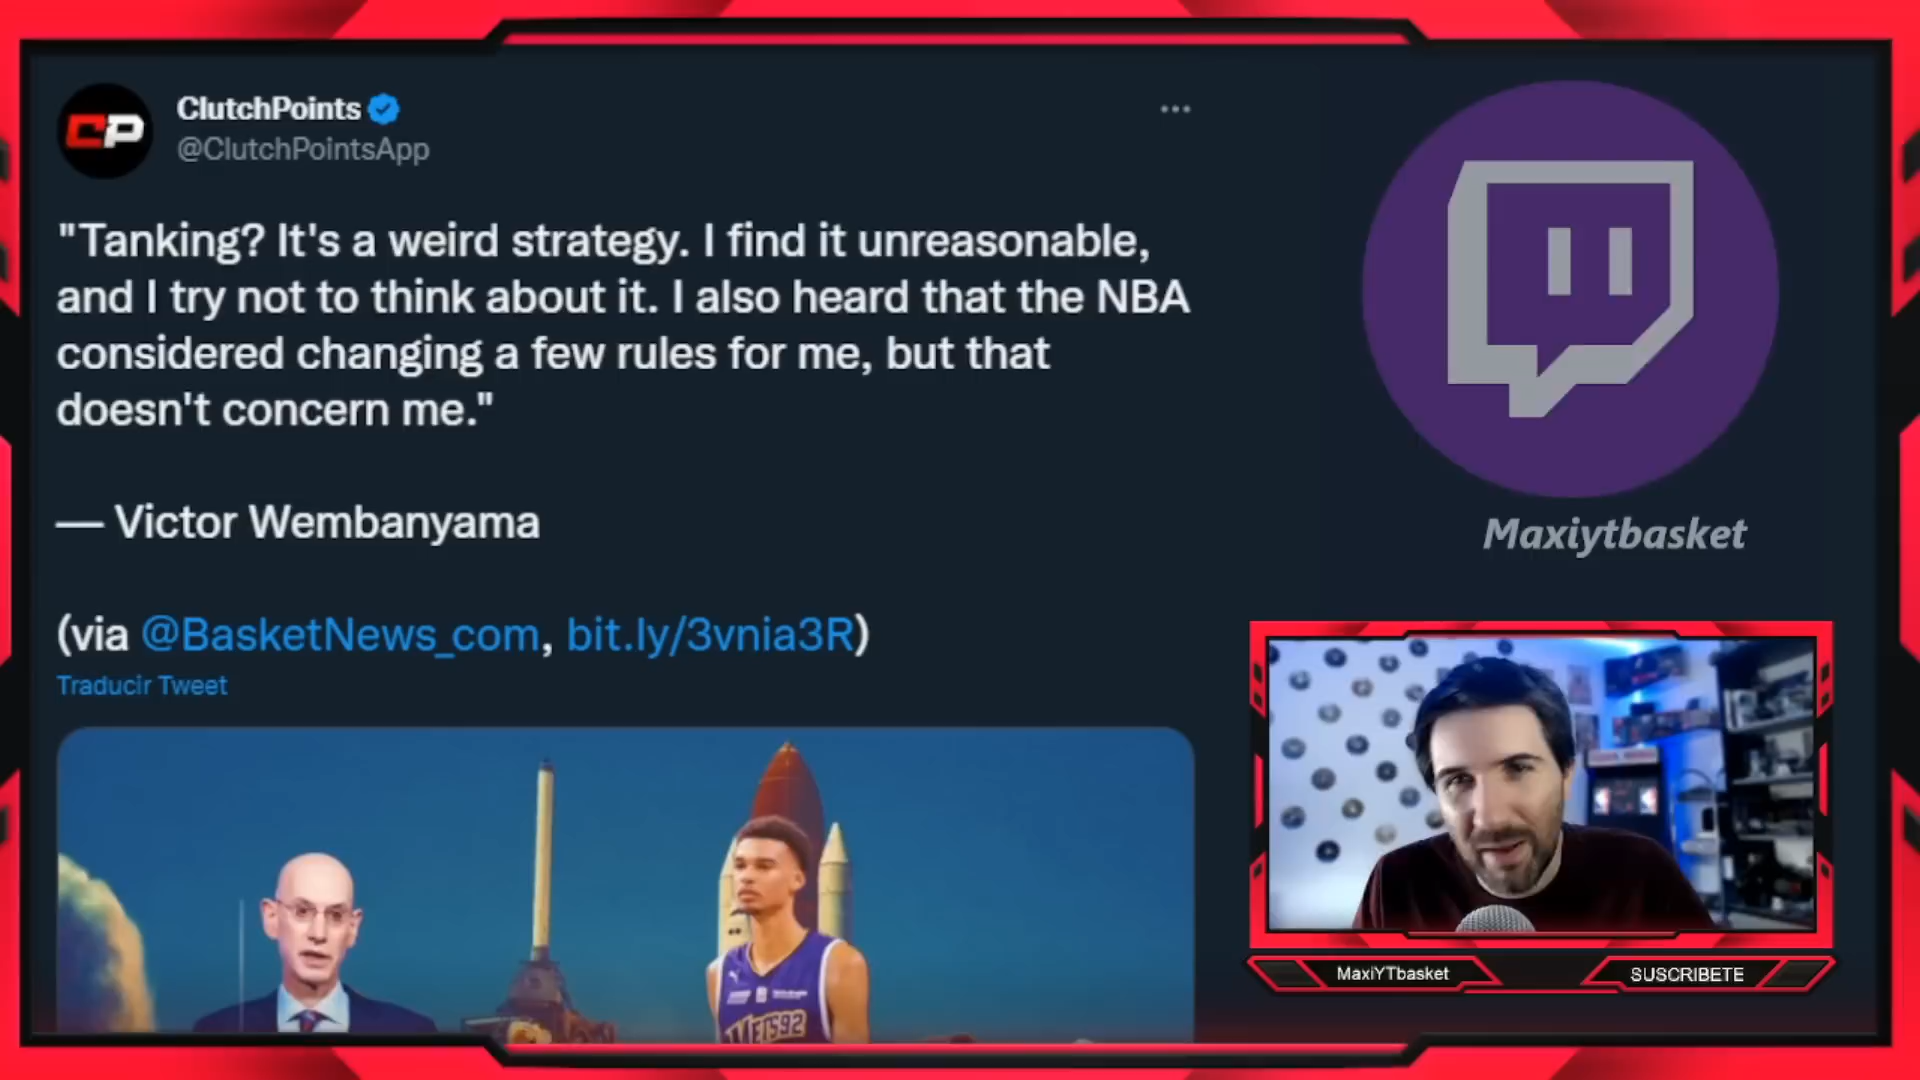 CP
ClutchPoints
@ClutchPointsApp
"Tanking? It's a weird strategy. I find it unreasonable,
and I try not to think about it. I also heard that the NBA
considered changing a few rules for me, but that
doesn't concern me."
— Victor Wembanyama
(via @BasketNews_com, bit.ly/3vnia3R)
Traducir Tweet
METS92
Maxiytbasket
MaxiYTbasket
SUSCRIBETE